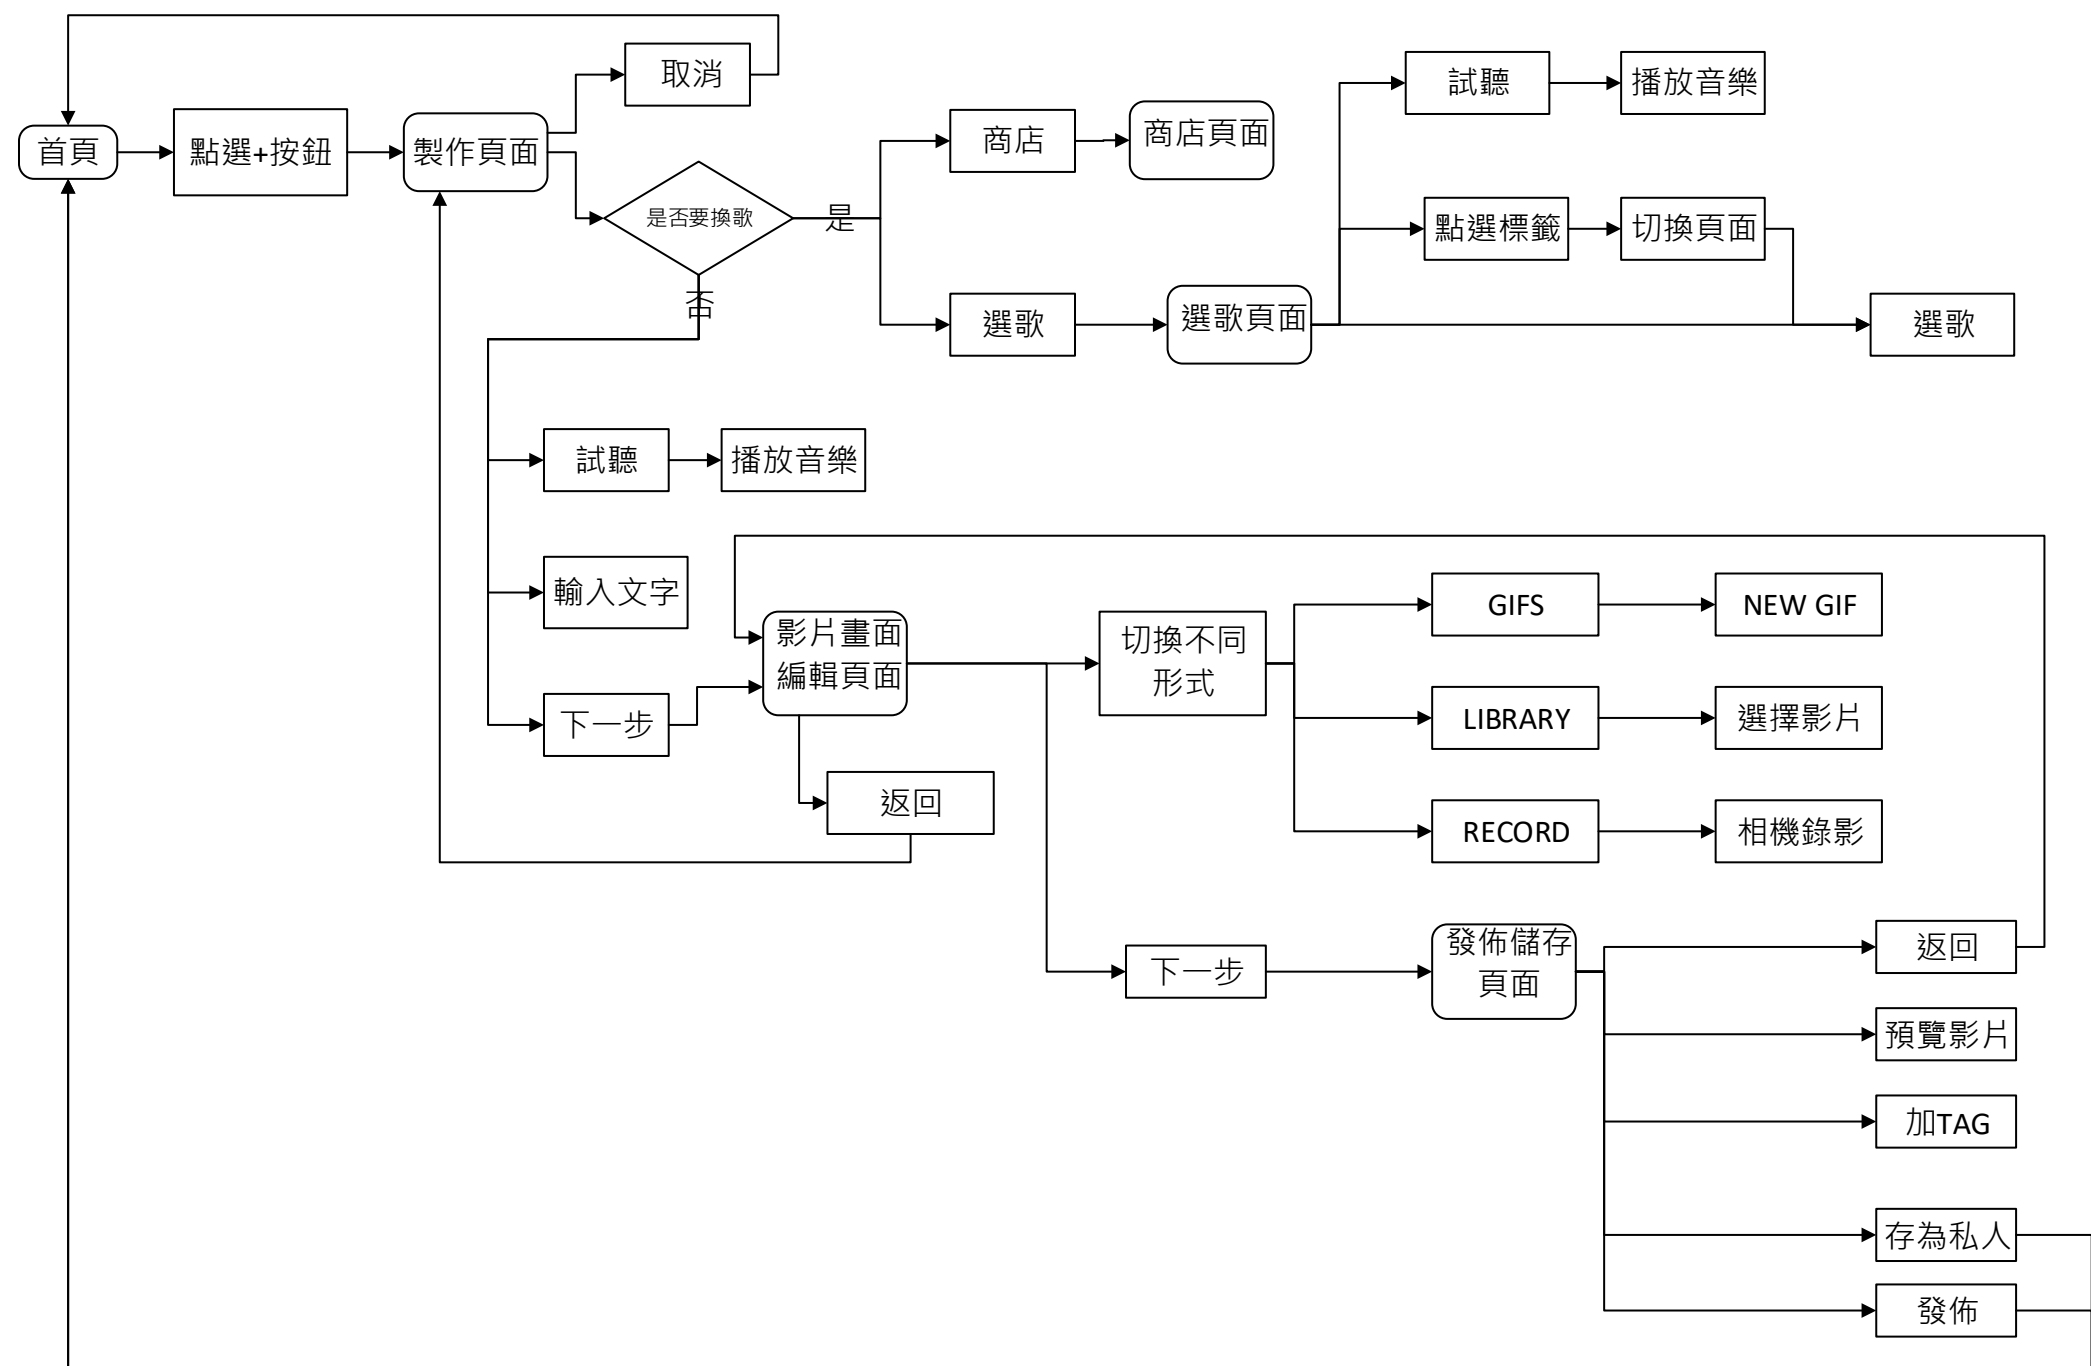 取消
首頁
點選+按鈕
製作頁面
是否要換歌
是
否
商店
商店頁面
選歌
選歌頁面
試聽
播放音樂
點選標籤
切換頁面
選歌
試聽
播放音樂
輸入文字
下一步
影片畫面
編輯頁面
返回
切換不同
形式
GIFS
NEW GIF
LIBRARY
選擇影片
RECORD
相機錄影
下一步
發佈儲存
頁面
返回
預覽影片
加TAG
存為私人
發佈